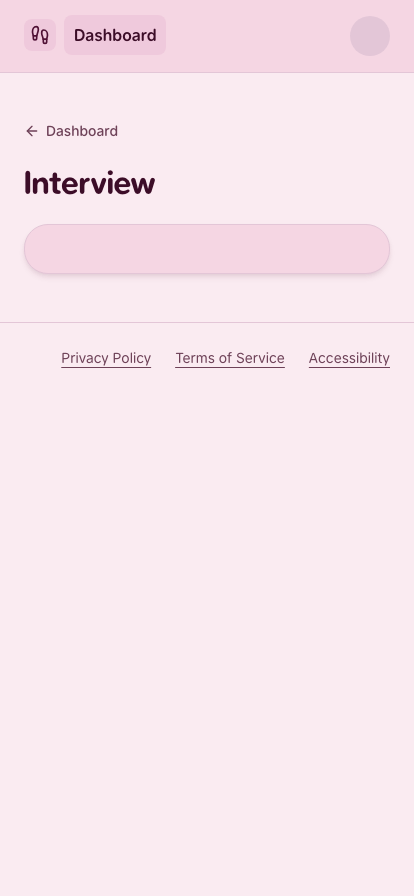 Dashboard
Dashboard
Interview
Privacy Policy Terms of Service Accessibility